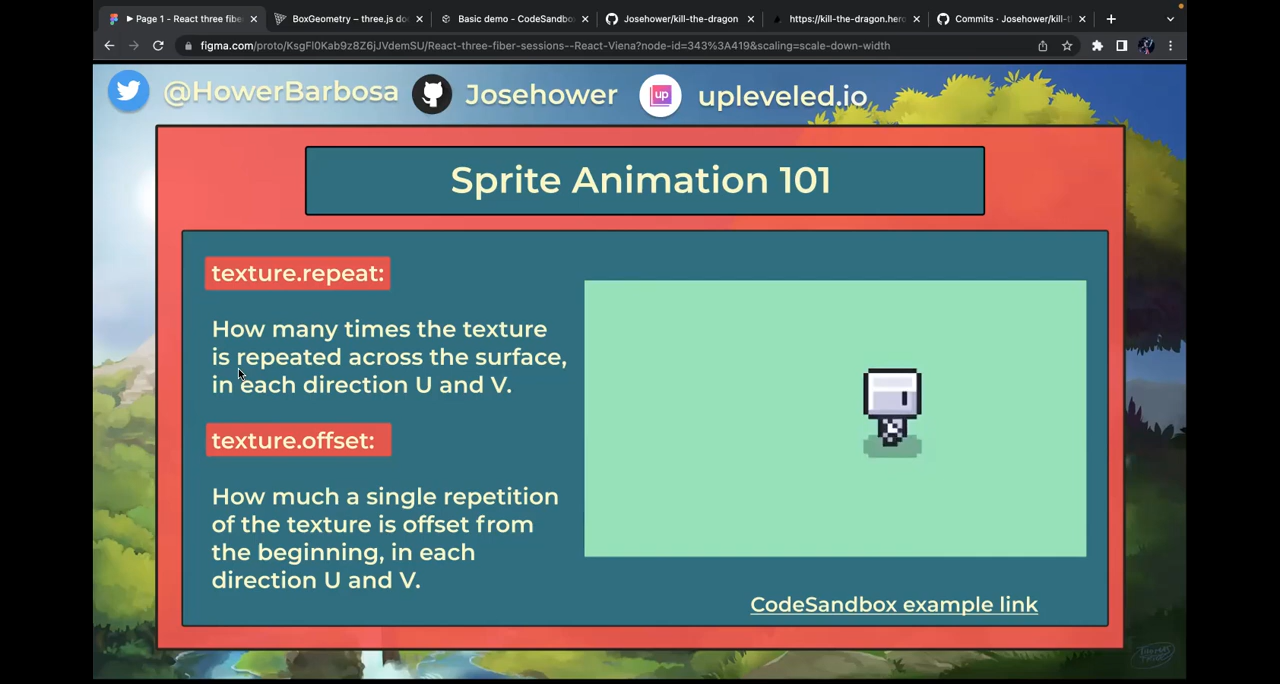 Page 1 - React three fibe
BoxGeometry – three.js do
Basic demo - CodeSandbo
Josehower/kill-the-dragon
https://kill-the-dragon.her
Commits · Josehower/kill-t
figma.com/proto/KsgFl0Kab9z8Z6jJVdemSU/React-three-fiber-sessions--React-Viena?node-id=343%3A419&scaling=scale-down-width
@HowerBarbosa
Josehower
up
upleveled.io
Sprite Animation 101
texture.repeat:
How many times the texture
is repeated across the surface,
in each direction U and V.
texture.offset:
How much a single repetition
of the texture is offset from
the beginning, in each
direction U and V.
CodeSandbox example link